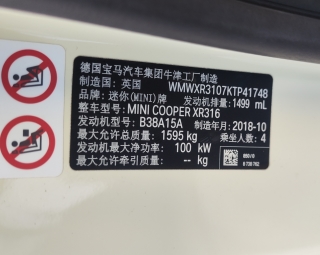 德国宝马汽车集团牛津工厂制造
制造国: 英国 WMWXR3107KTP41748
品牌: 迷你(MINI)牌 发动机排量: 1499 mL
整车型号: MINI COOPER XR316
发动机型号: B38A15A 制造年月: 2018-10
最大允许总质量: 1595 kg 乘坐人数: 4
发动机最大净功率: 100 kW
最大允许牵引质量: -- kg